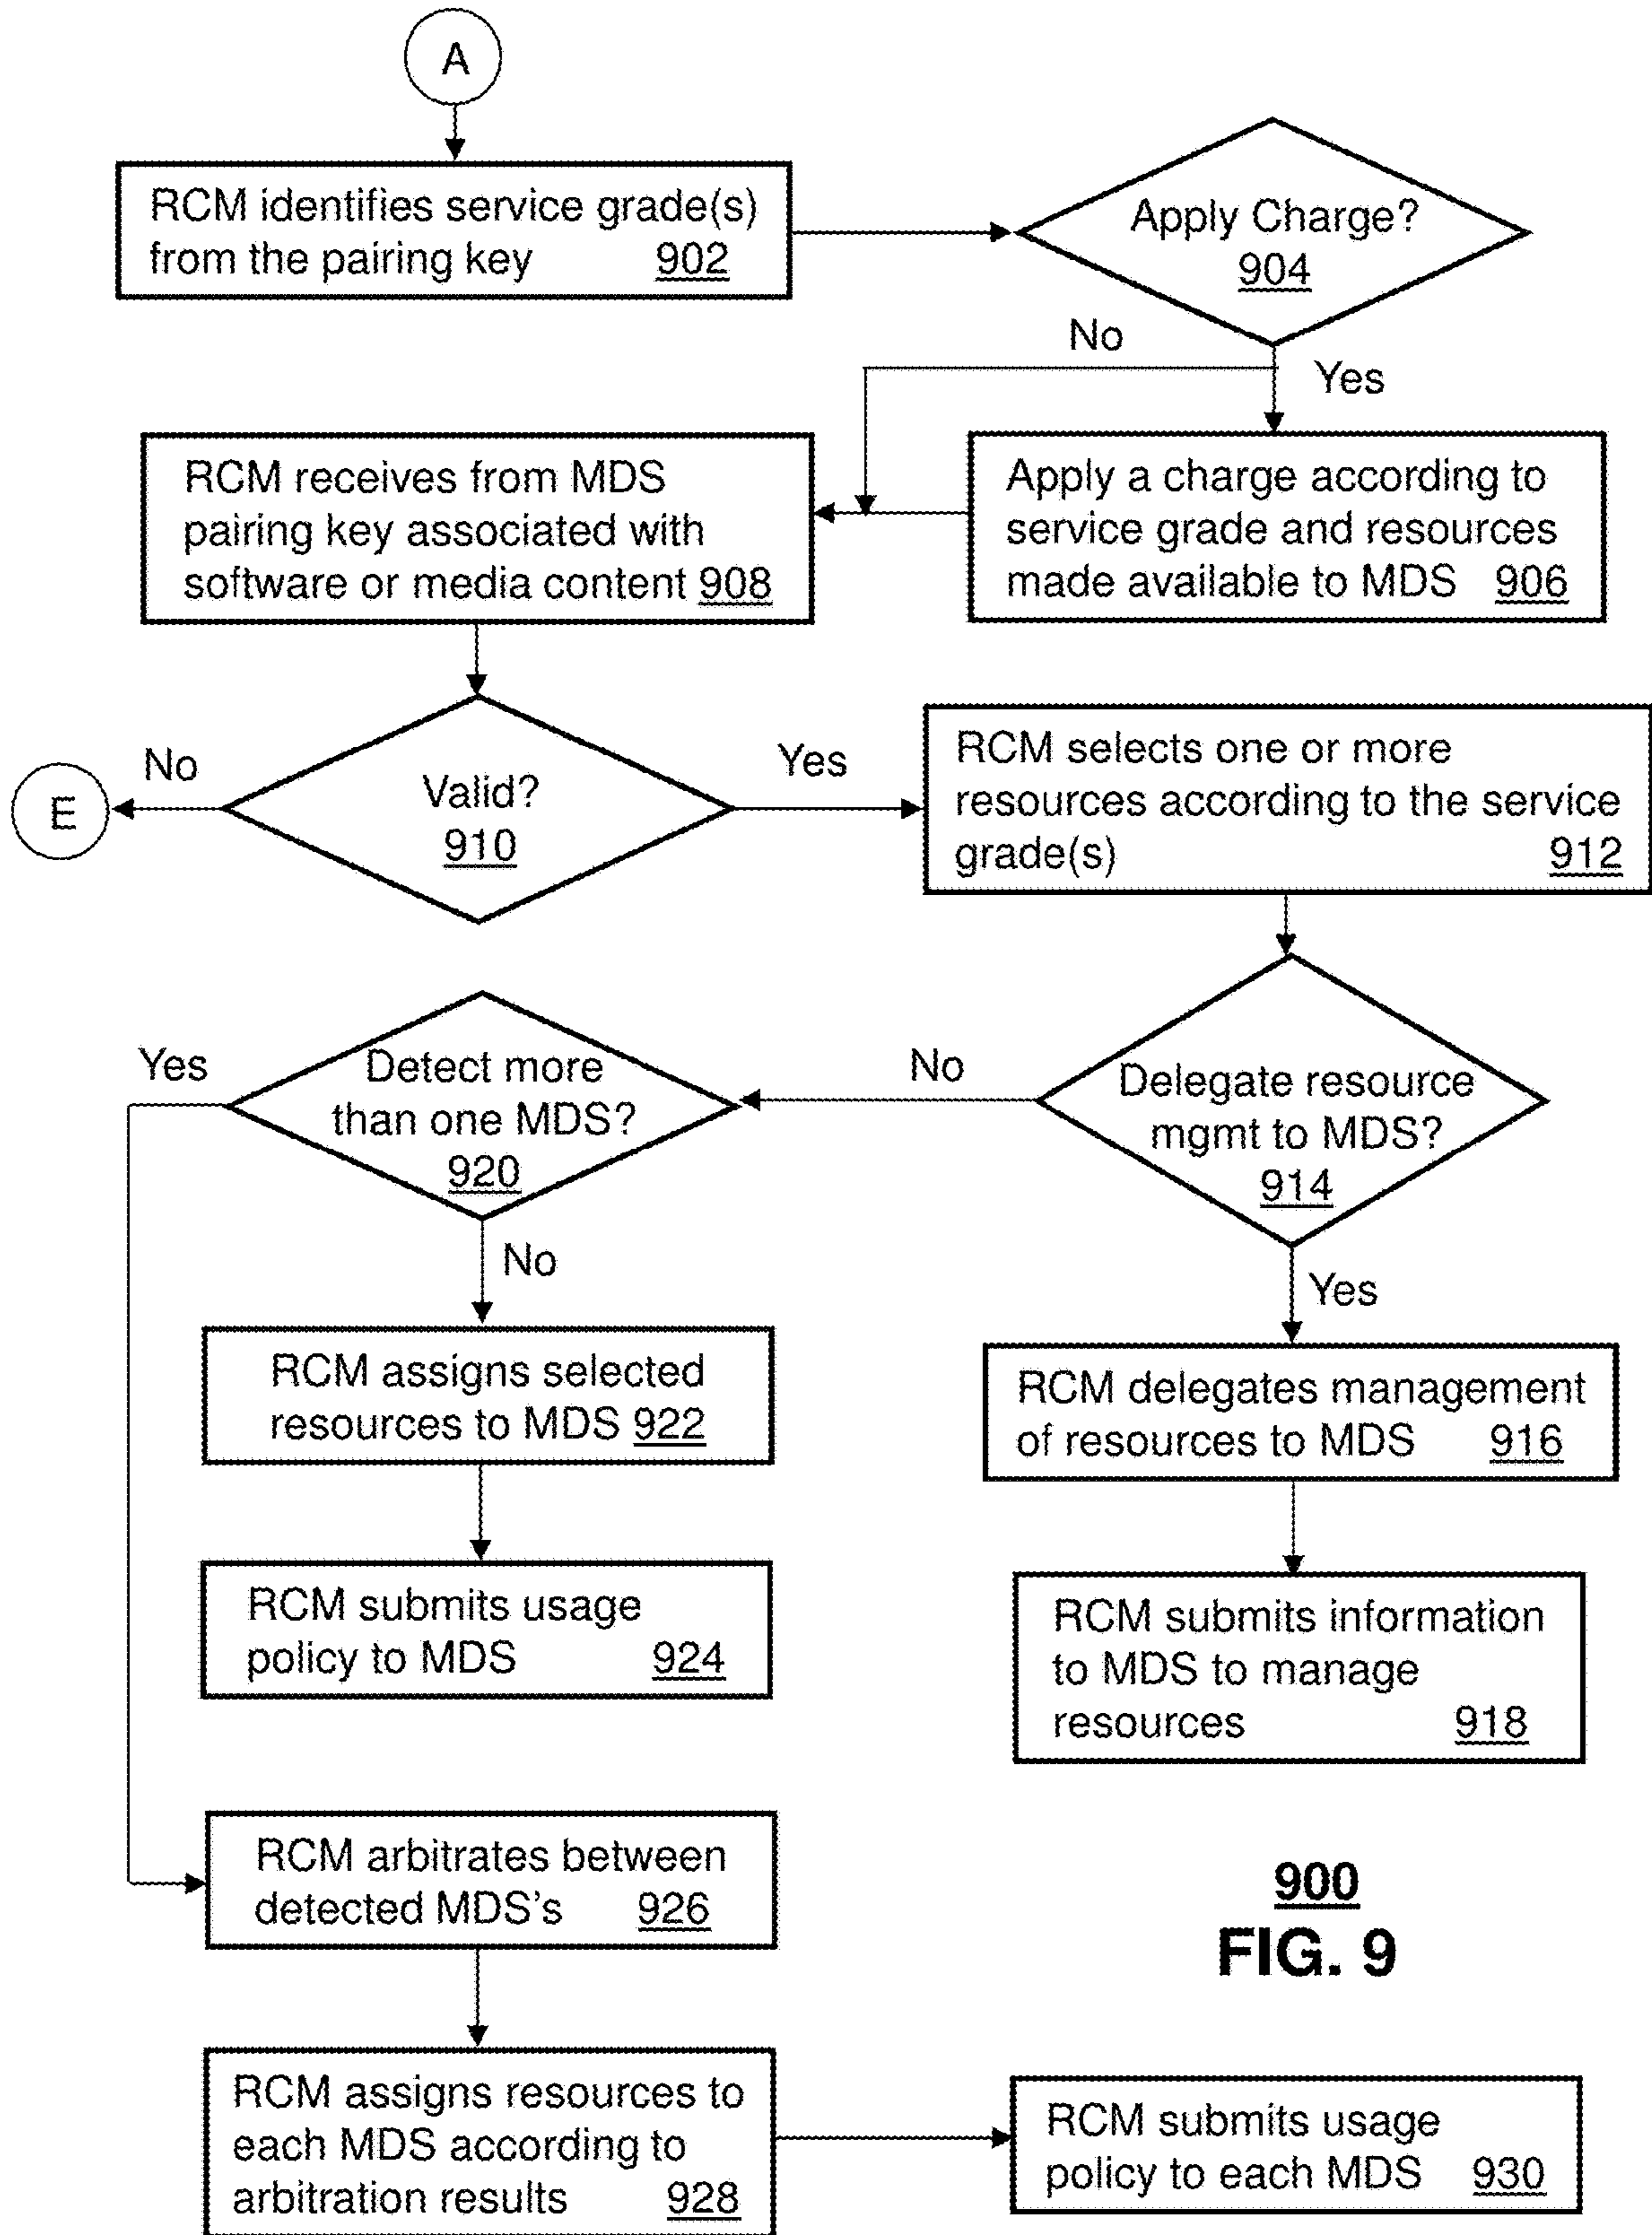 A
RCM identifies service grade(s)
from the pairing key 902
Apply Charge?
904
No
Yes
RCM receives from MDS
pairing key associated with
software or media content 908
Apply a charge according to
service grade and resources
made available to MDS 906
No
E
Valid?
910
Yes
RCM selects one or more
resources according to the service
grade(s) 912
Yes
Detect more
than one MDS?
920
No
Delegate resource
mgmt to MDS?
914
No
Yes
RCM assigns selected
resources to MDS 922
RCM delegates management
of resources to MDS 916
RCM submits usage
policy to MDS 924
RCM submits information
to MDS to manage
resources 918
RCM arbitrates between
detected MDS's 926
900
FIG. 9
RCM assigns resources to
each MDS according to
arbitration results 928
RCM submits usage
policy to each MDS 930